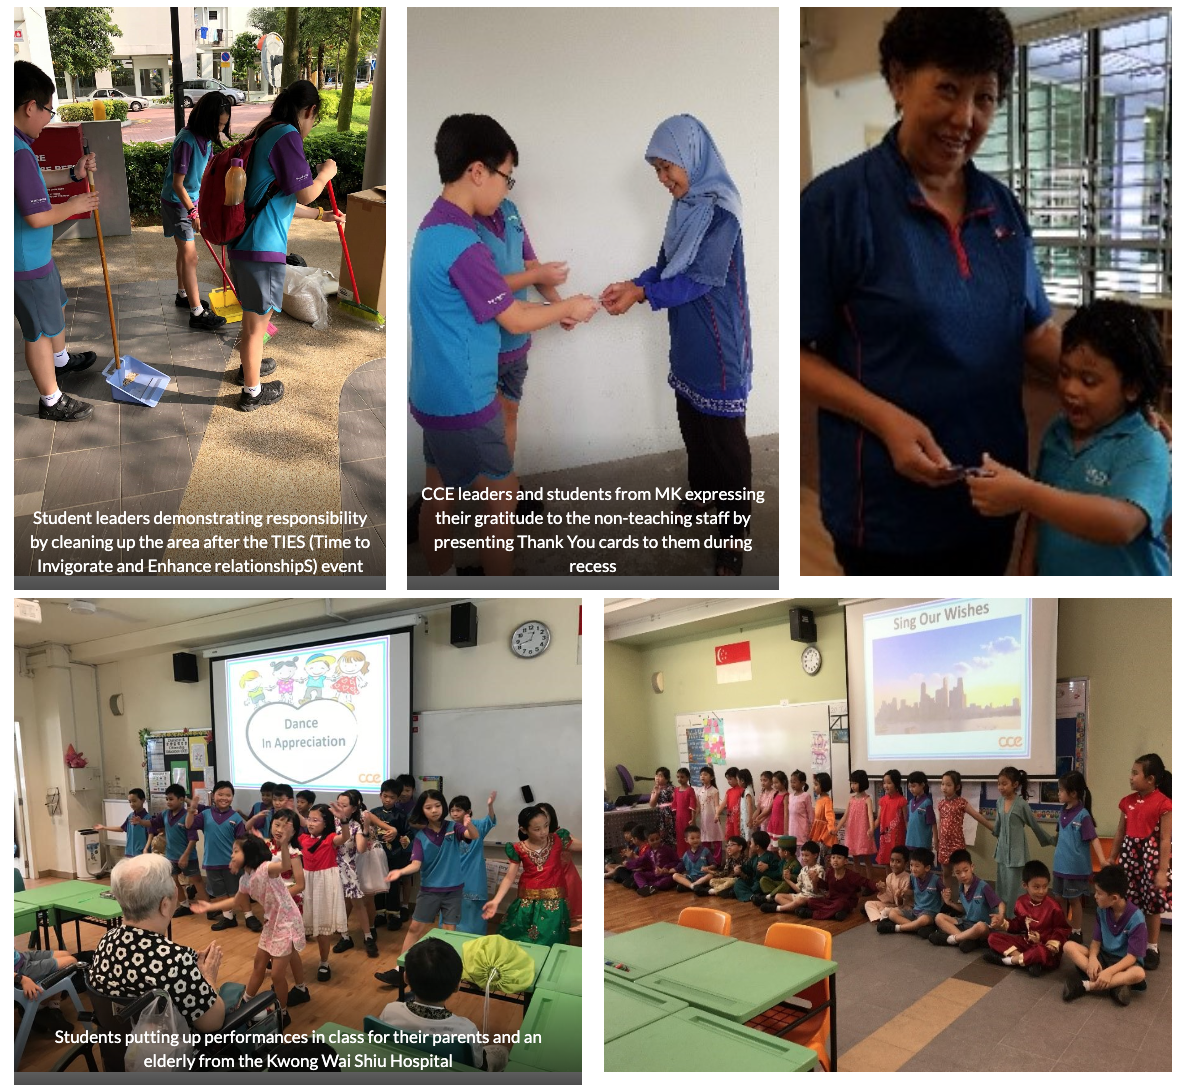 Student leaders demonstrating responsibility
by cleaning up the area after the TIES (Time to
Invigorate and Enhance relationshipS) event
CCE leaders and students from MK expressing
their gratitude to the non-teaching staff by
presenting Thank You cards to them during
recess
Dance
In Appreciation
cce
Students putting up performances in class for their parents and an
elderly from the Kwong Wai Shiu Hospital
Sing Our Wishes
cce